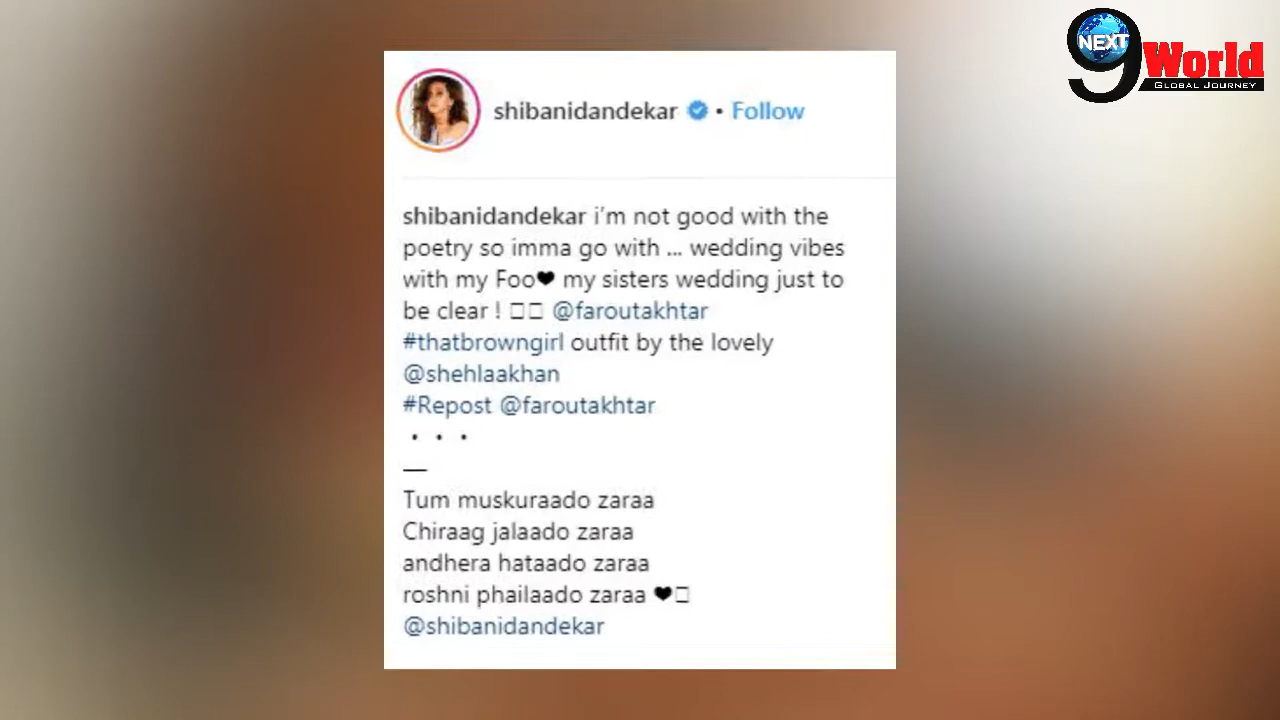 NEXT
9
World
GLOBAL JOURNEY
shibanidandekar • Follow
shibanidandekar i'm not good with the
poetry so imma go with ... wedding vibes
with my Foo❤ my sisters wedding just to
be clear ! □□ @faroutakhtar
#thatbrowngirl outfit by the lovely
@shehlaakhan
#Repost @faroutakhtar
• • •
—
Tum muskuraado zaraa
Chiraag jalaado zaraa
andhera hataado zaraa
roshni phailaado zaraa ❤□
@shibanidandekar